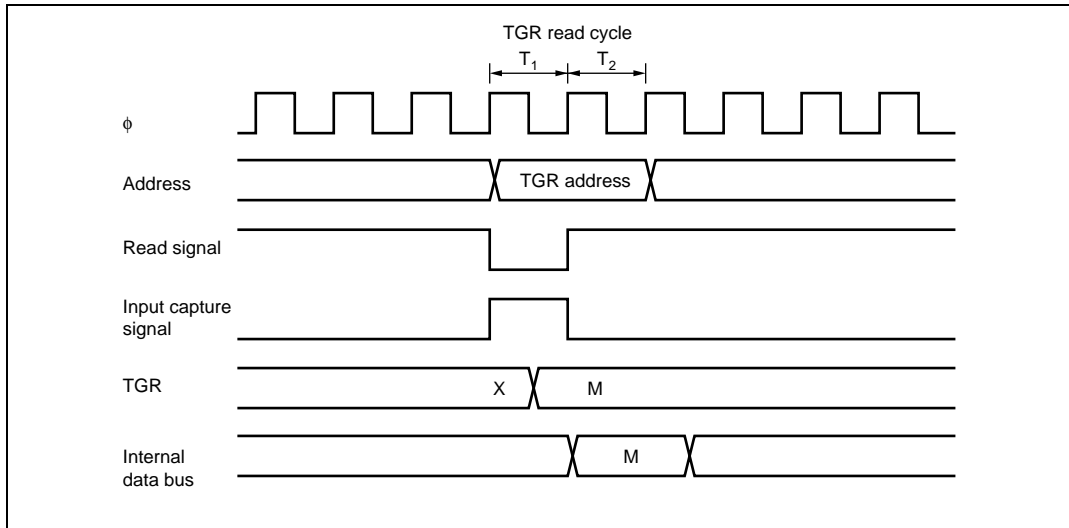 TGR read cycle
T₁ T₂
ϕ
Address
TGR address
Read signal
Input capture
signal
TGR
X M
Internal
data bus
M